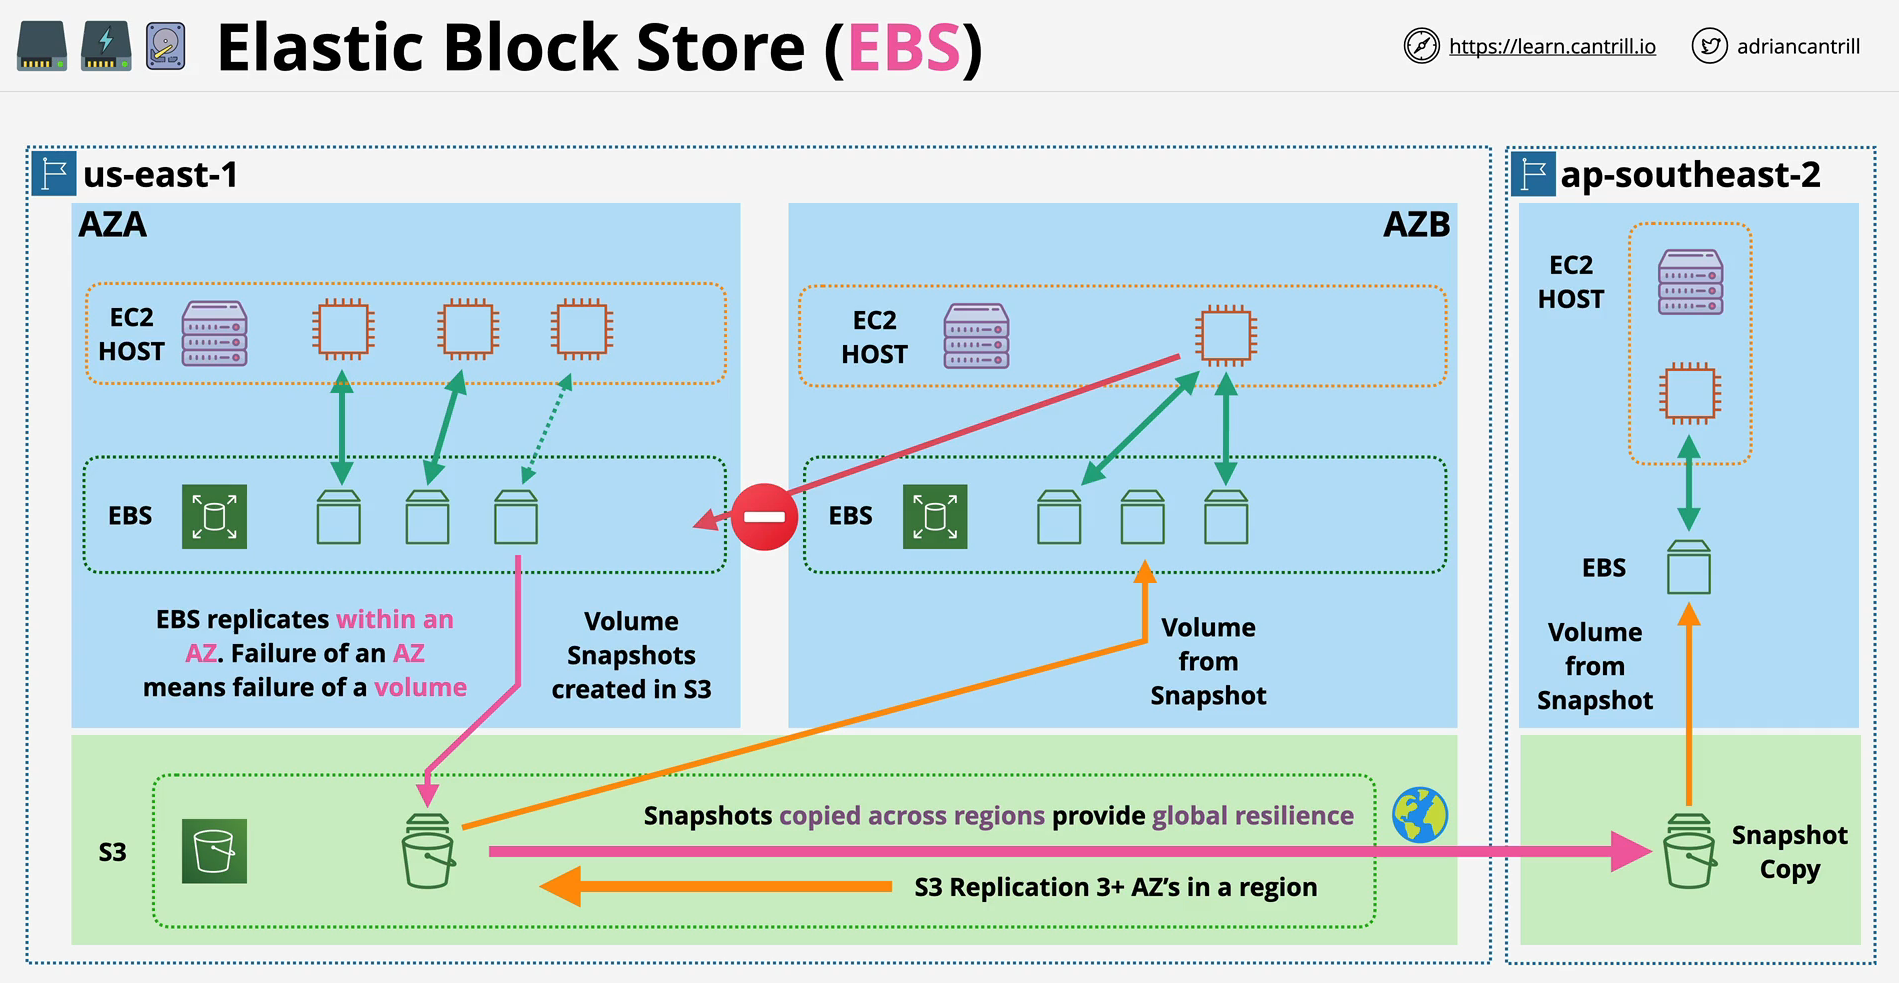 Elastic Block Store (EBS)
https://learn.cantrill.io
adriancantrill
us-east-1
AZA
EC2
HOST
EBS
EBS replicates within an
AZ. Failure of an AZ
means failure of a volume
Volume
Snapshots
created in S3
AZB
EC2
HOST
EBS
Volume
from
Snapshot
S3
Snapshots copied across regions provide global resilience
S3 Replication 3+ AZ’s in a region
ap-southeast-2
EC2
HOST
EBS
Volume
from
Snapshot
Snapshot
Copy